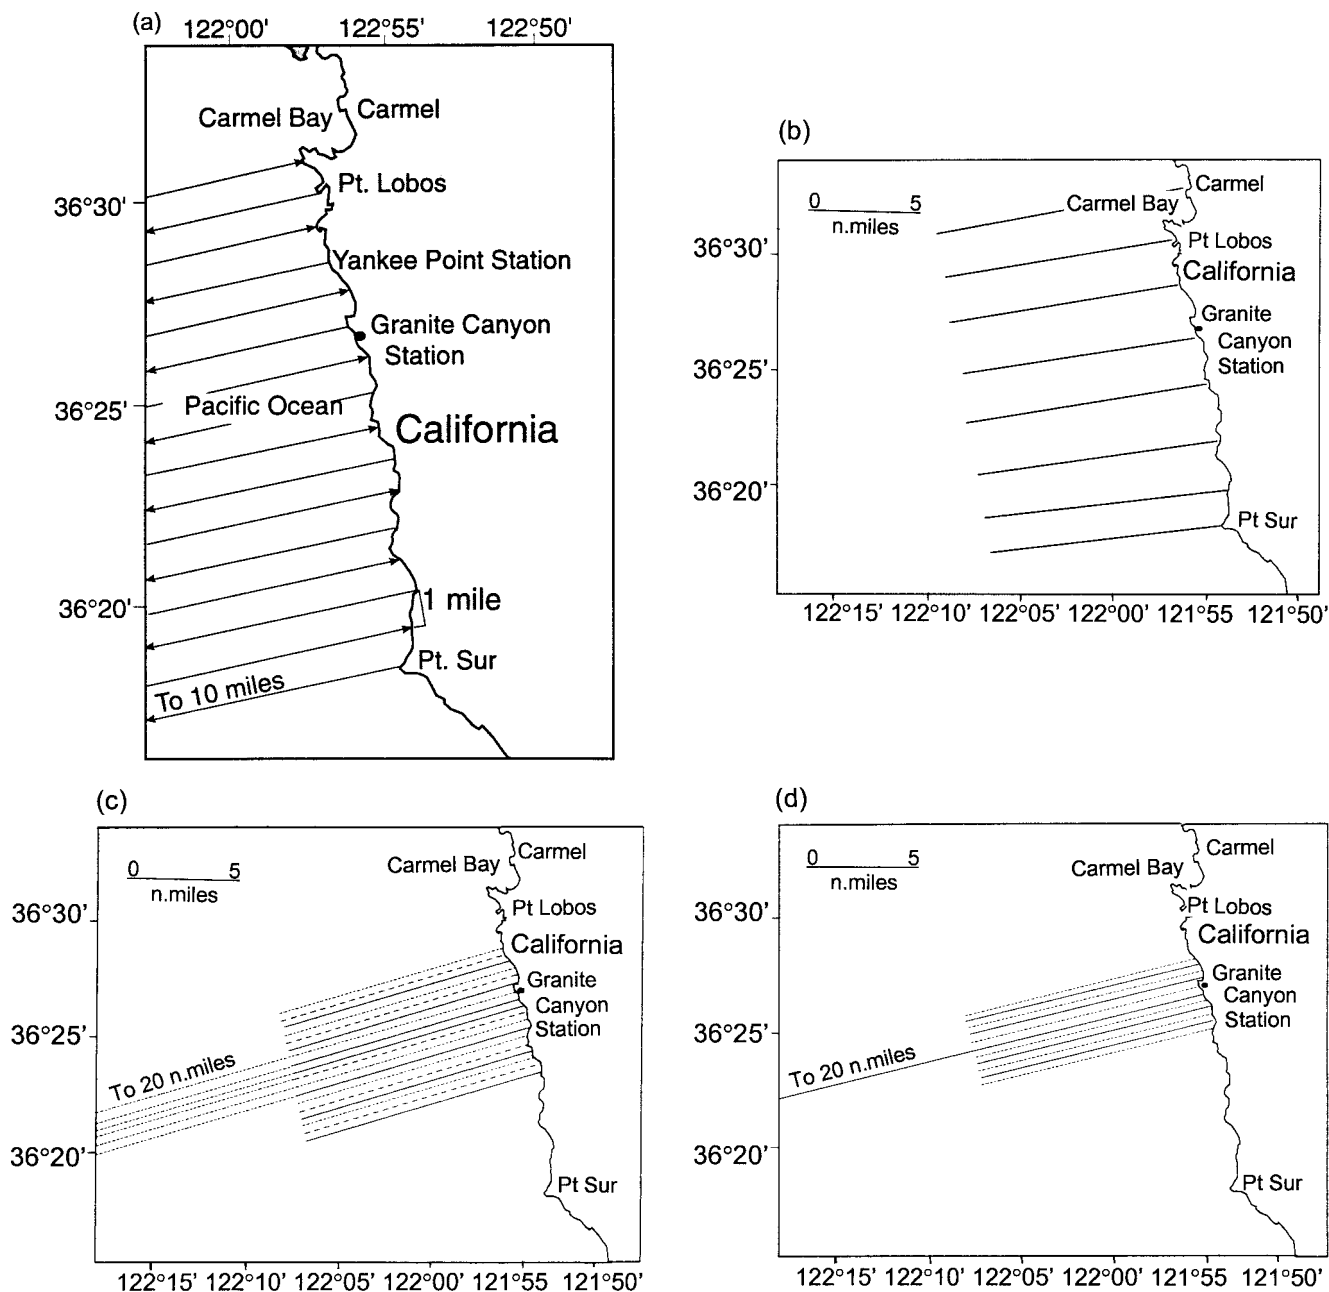 (a)
122°00' 122°55' 122°50'
Carmel Bay Carmel
Pt. Lobos
36°30'
Yankee Point Station
Granite Canyon
Station
Pacific Ocean
36°25'
California
36°20'
1 mile
Pt. Sur
To 10 miles
(b)
0 5
n.miles
Carmel
Carmel Bay
36°30'
Pt Lobos
California
Granite
Canyon
Station
36°25'
36°20'
Pt Sur
122°15' 122°10' 122°05' 122°00' 121°55' 121°50'
(c)
0 5
n.miles
Carmel
Carmel Bay
36°30'
Pt Lobos
California
Granite
Canyon
Station
36°25'
To 20 n.miles
36°20'
Pt Sur
122°15' 122°10' 122°05' 122°00' 121°55' 121°50'
(d)
0 5
n.miles
Carmel
Carmel Bay
36°30'
Pt Lobos
California
Granite
Canyon
Station
36°25'
To 20 n.miles
36°20'
Pt Sur
122°15' 122°10' 122°05' 122°00' 121°55' 121°50'